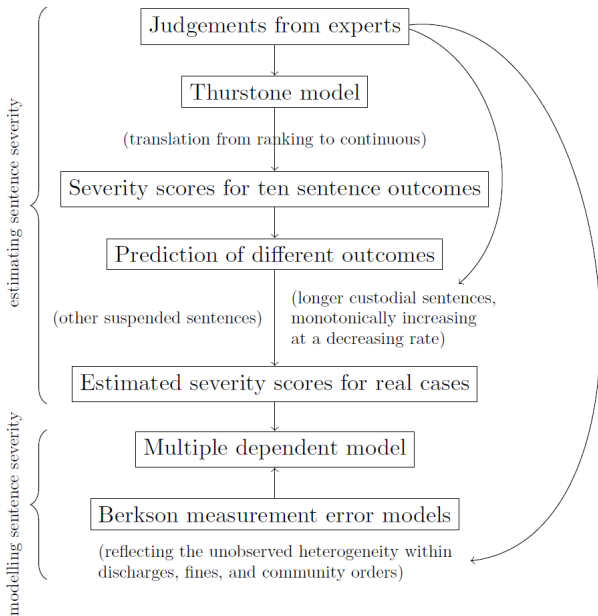 Judgements from experts
Thurstone model
(translation from ranking to continuous)
Severity scores for ten sentence outcomes
Prediction of different outcomes
(other suspended sentences)
(longer custodial sentences,
monotonically increasing
at a decreasing rate)
Estimated severity scores for real cases
Multiple dependent model
Berkson measurement error models
(reflecting the unobserved heterogeneity within
discharges, fines, and community orders)
estimating sentence severity
modelling sentence severity